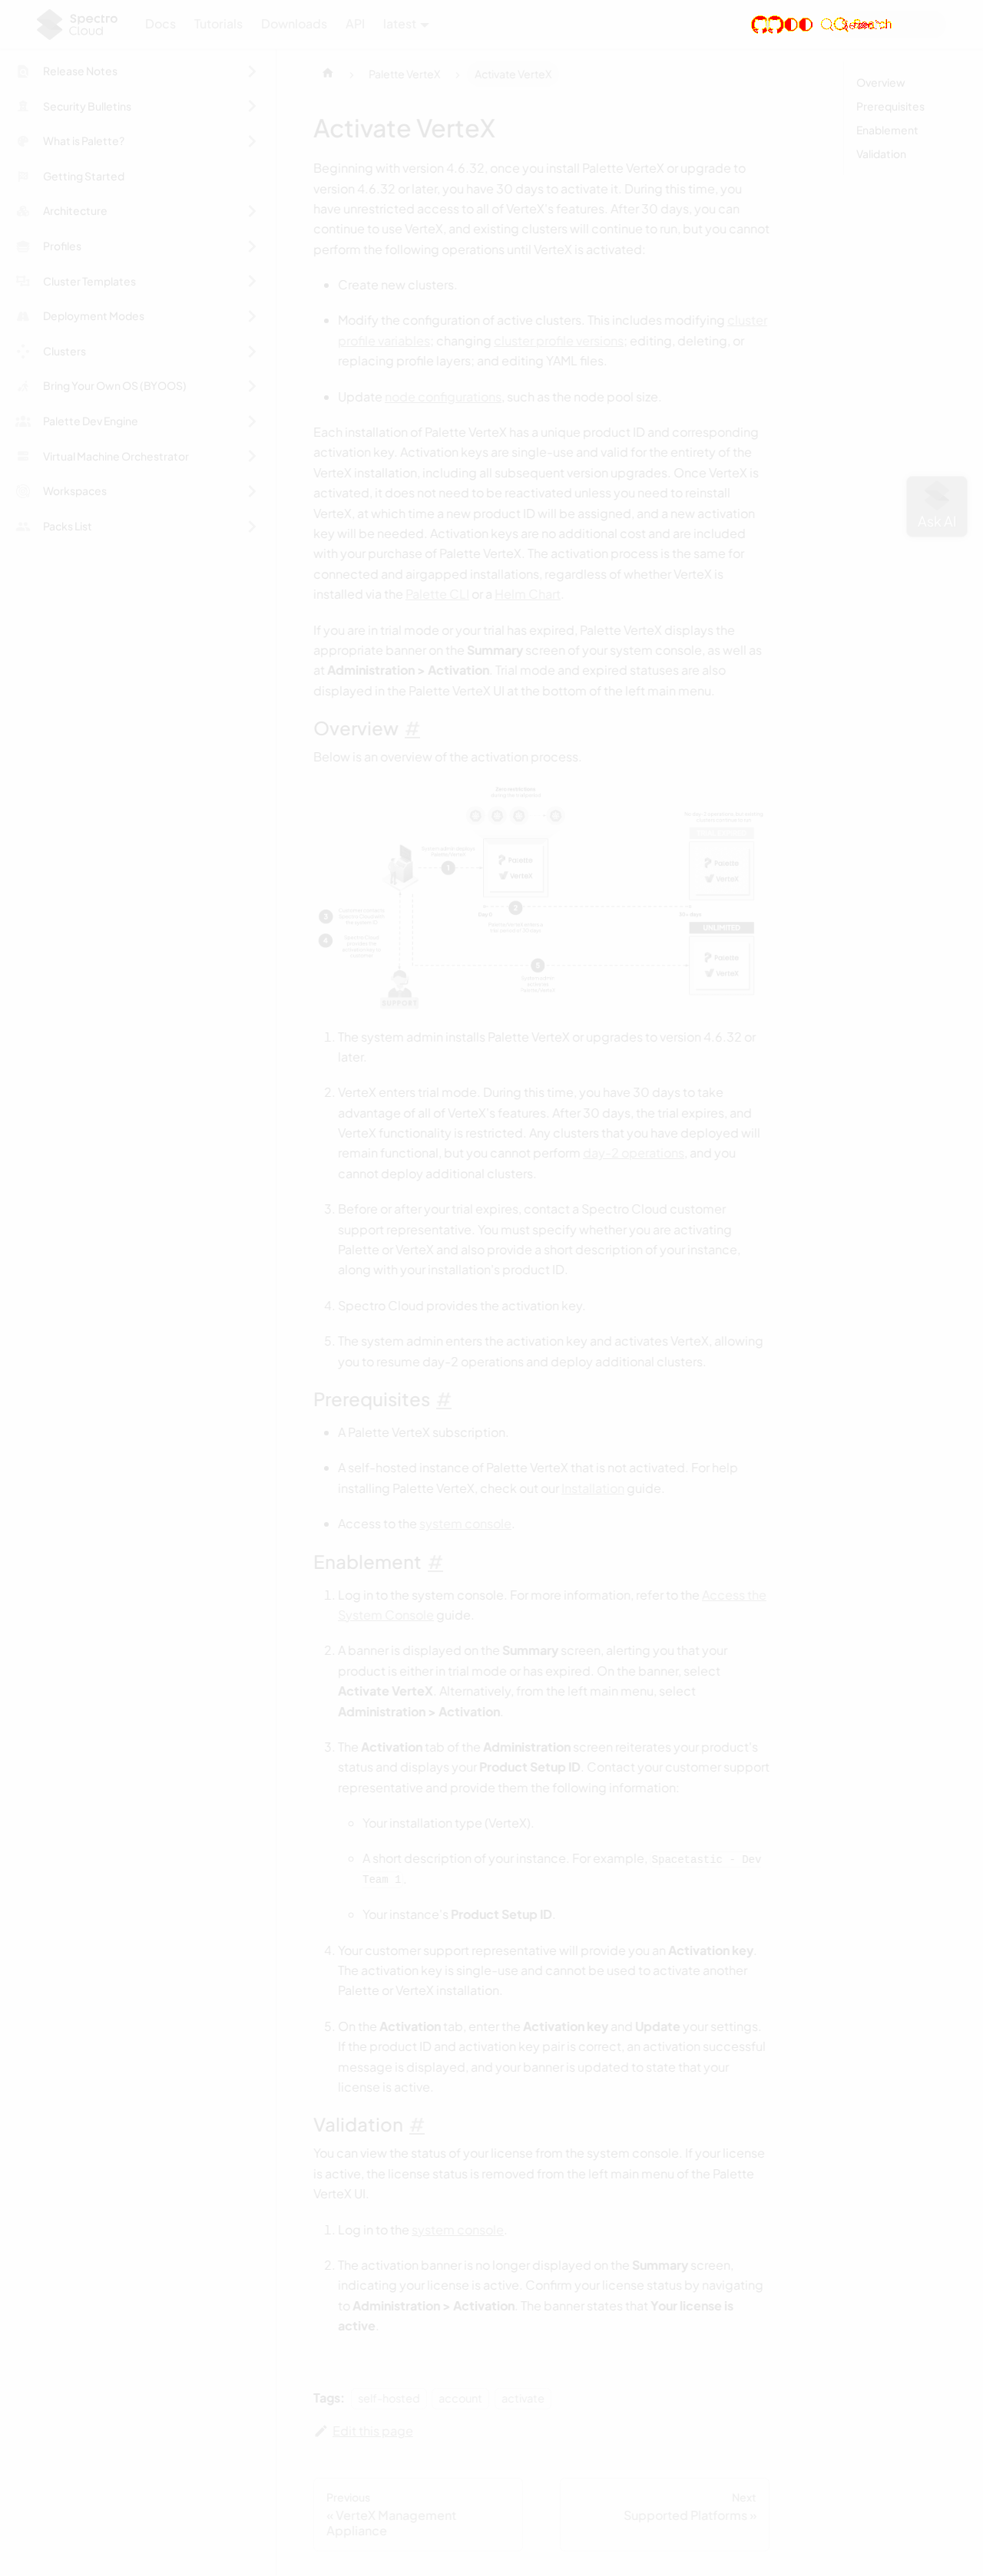 Spectro
Cloud
Docs
Tutorials
Downloads
API
latest
Release Notes
Security Bulletins
What is Palette?
Getting Started
Architecture
Profiles
Cluster Templates
Deployment Modes
Clusters
Bring Your Own OS (BYOOS)
Palette Dev Engine
Virtual Machine Orchestrator
Workspaces
Packs List
Palette VerteX
Activate VerteX
Overview
Prerequisites
Enablement
Validation
Activate VerteX
Beginning with version 4.6.32, once you install Palette VerteX or upgrade to
version 4.6.32 or later, you have 30 days to activate it. During this time, you
have unrestricted access to all of VerteX's features. After 30 days, you can
continue to use VerteX, and existing clusters will continue to run, but you cannot
perform the following operations until VerteX is activated:
Create new clusters.
Modify the configuration of active clusters. This includes modifying cluster
profile variables; changing cluster profile versions; editing, deleting, or
replacing profile layers; and editing YAML files.
Update node configurations, such as the node pool size.
Each installation of Palette VerteX has a unique product ID and corresponding
activation key. Activation keys are single-use and valid for the entirety of the
VerteX installation, including all subsequent version upgrades. Once VerteX is
activated, it does not need to be reactivated unless you need to reinstall
VerteX, at which time a new product ID will be assigned, and a new activation
key will be needed. Activation keys are no additional cost and are included
with your purchase of Palette VerteX. The activation process is the same for
connected and airgapped installations, regardless of whether VerteX is
installed via the Palette CLI or a Helm Chart.
If you are in trial mode or your trial has expired, Palette VerteX displays the
appropriate banner on the Summary screen of your system console, as well as
at Administration > Activation. Trial mode and expired statuses are also
displayed in the Palette VerteX UI at the bottom of the left main menu.
Ask AI
Overview #
Below is an overview of the activation process.
Palette
VerteX
Palette
VerteX
UNLIMITED
Palette
VerteX
1
2
3
4
5
SUPPORT
1. The system admin installs Palette VerteX or upgrades to version 4.6.32 or
later.
2. VerteX enters trial mode. During this time, you have 30 days to take
advantage of all of VerteX's features. After 30 days, the trial expires, and
VerteX functionality is restricted. Any clusters that you have deployed will
remain functional, but you cannot perform day-2 operations, and you
cannot deploy additional clusters.
3. Before or after your trial expires, contact a Spectro Cloud customer
support representative. You must specify whether you are activating
Palette or VerteX and also provide a short description of your instance,
along with your installation's product ID.
4. Spectro Cloud provides the activation key.
5. The system admin enters the activation key and activates VerteX, allowing
you to resume day-2 operations and deploy additional clusters.
Prerequisites #
A Palette VerteX subscription.
A self-hosted instance of Palette VerteX that is not activated. For help
installing Palette VerteX, check out our Installation guide.
Access to the system console.
Enablement #
1. Log in to the system console. For more information, refer to the Access the
System Console guide.
2. A banner is displayed on the Summary screen, alerting you that your
product is either in trial mode or has expired. On the banner, select
Activate VerteX. Alternatively, from the left main menu, select
Administration > Activation.
3. The Activation tab of the Administration screen reiterates your product's
status and displays your Product Setup ID. Contact your customer support
representative and provide them the following information:
Your installation type (VerteX).
A short description of your instance. For example, Spacetastic - Dev
Team 1.
Your instance's Product Setup ID.
4. Your customer support representative will provide you an Activation key.
The activation key is single-use and cannot be used to activate another
Palette or VerteX installation.
5. On the Activation tab, enter the Activation key and Update your settings.
If the product ID and activation key pair is correct, an activation successful
message is displayed, and your banner is updated to state that your
license is active.
Validation #
You can view the status of your license from the system console. If your license
is active, the license status is removed from the left main menu of the Palette
VerteX UI.
1. Log in to the system console.
2. The activation banner is no longer displayed on the Summary screen,
indicating your license is active. Confirm your license status by navigating
to Administration > Activation. The banner states that Your license is
active.
Tags:
self-hosted
account
activate
Edit this page
Previous
« VerteX Management
Appliance
Next
Supported Platforms »